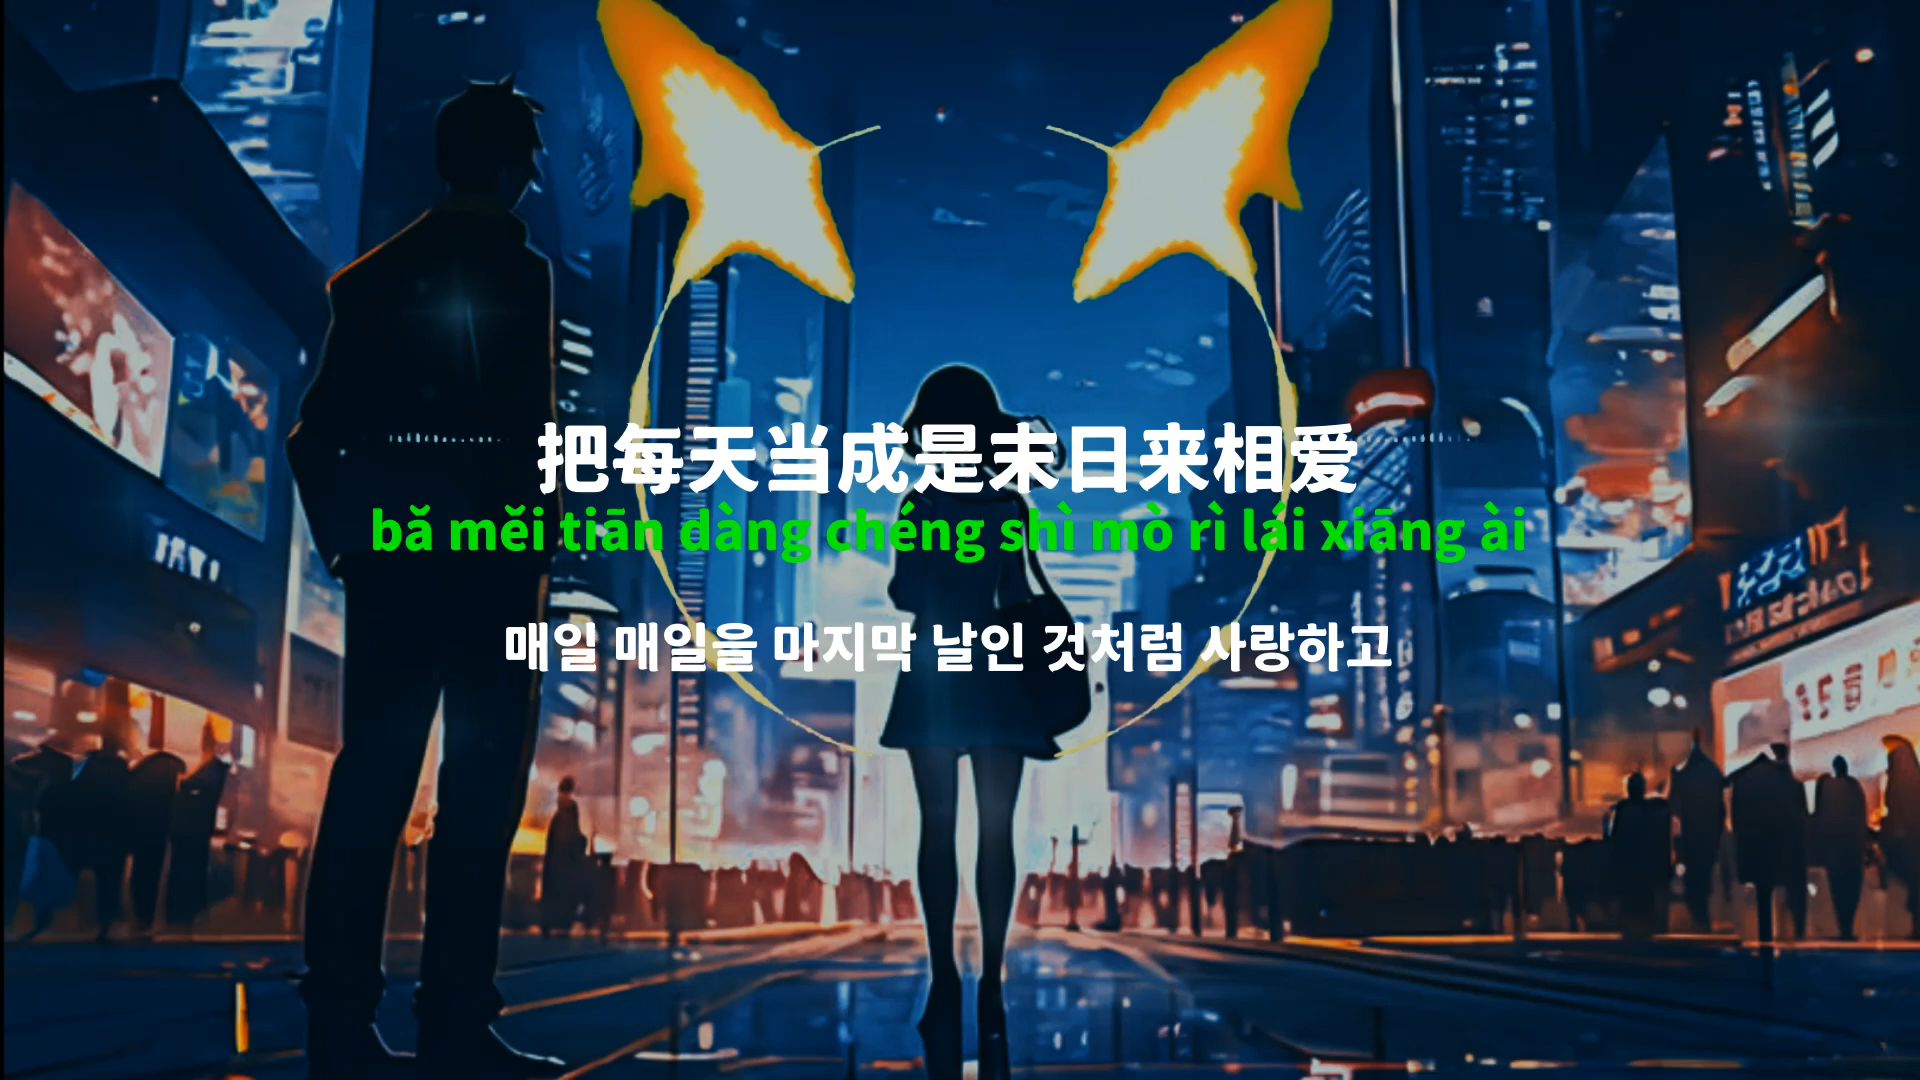 把每天当成是末日来相爱
bǎ měi tiān dàng chéng shì mò rì lái xiāng ài
매일 매일을 마지막 날인 것처럼 사랑하고